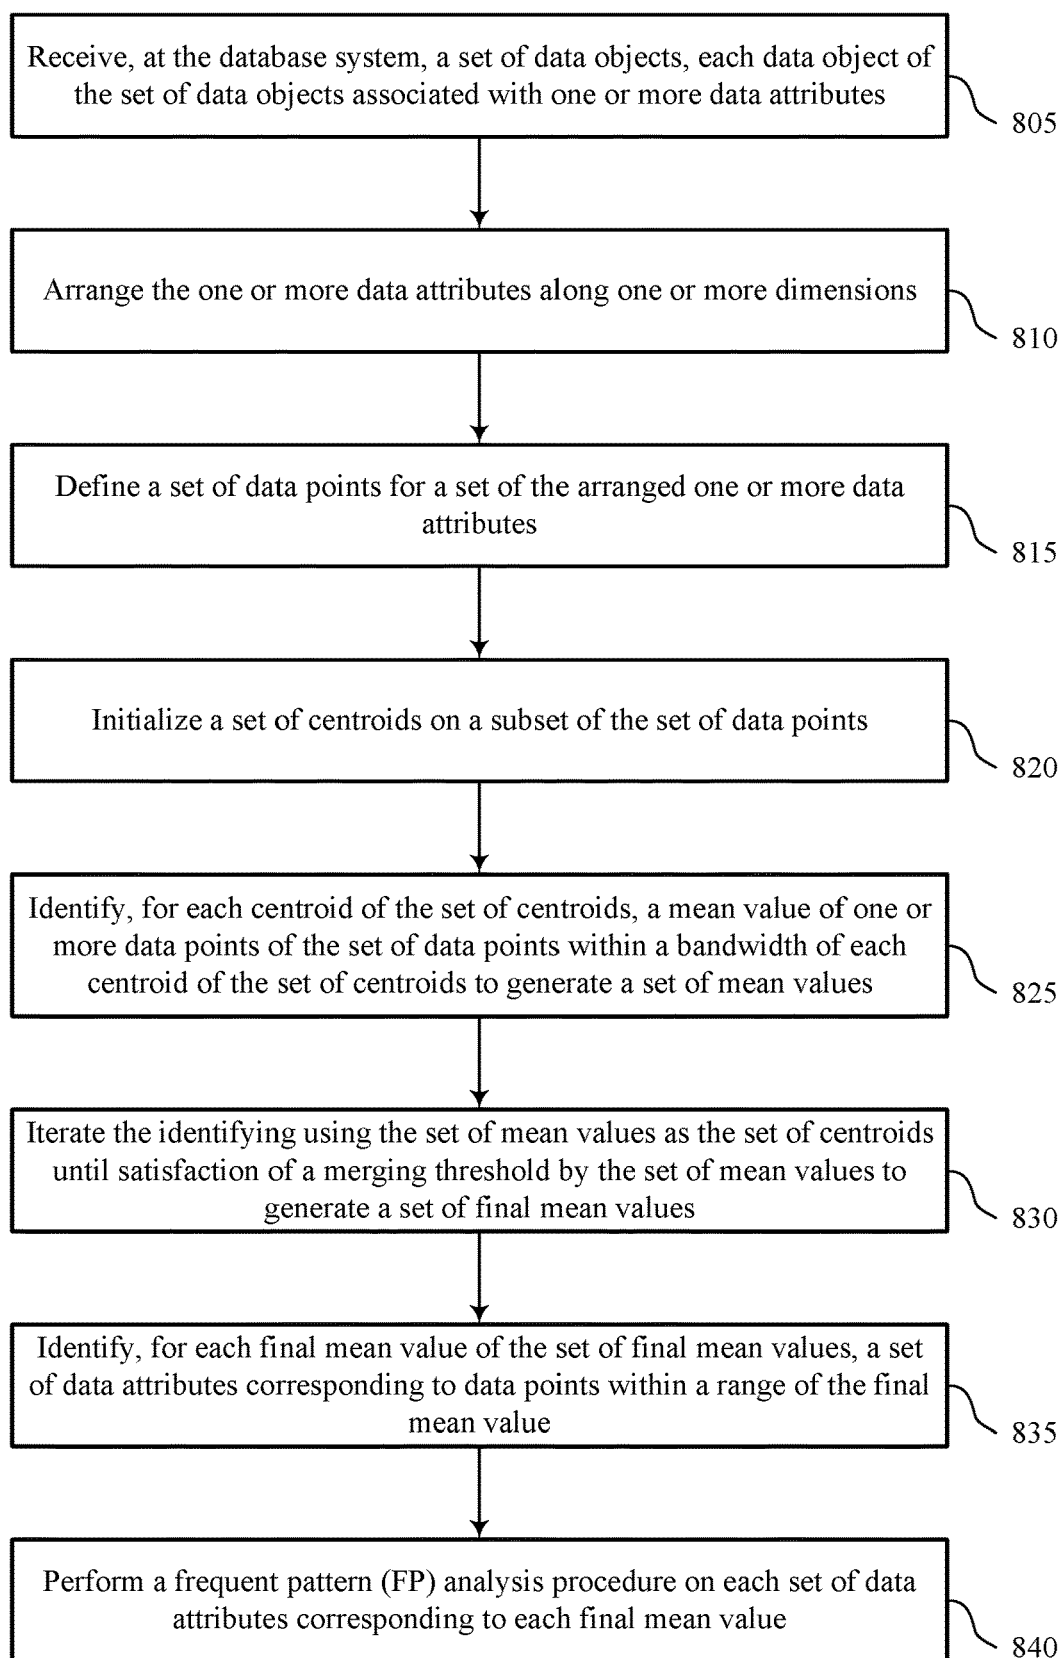 Receive, at the database system, a set of data objects, each data object of
the set of data objects associated with one or more data attributes
805
Arrange the one or more data attributes along one or more dimensions
810
Define a set of data points for a set of the arranged one or more data
attributes
815
Initialize a set of centroids on a subset of the set of data points
820
Identify, for each centroid of the set of centroids, a mean value of one or
more data points of the set of data points within a bandwidth of each
centroid of the set of centroids to generate a set of mean values
825
Iterate the identifying using the set of mean values as the set of centroids
until satisfaction of a merging threshold by the set of mean values to
generate a set of final mean values
830
Identify, for each final mean value of the set of final mean values, a set
of data attributes corresponding to data points within a range of the final
mean value
835
Perform a frequent pattern (FP) analysis procedure on each set of data
attributes corresponding to each final mean value
840